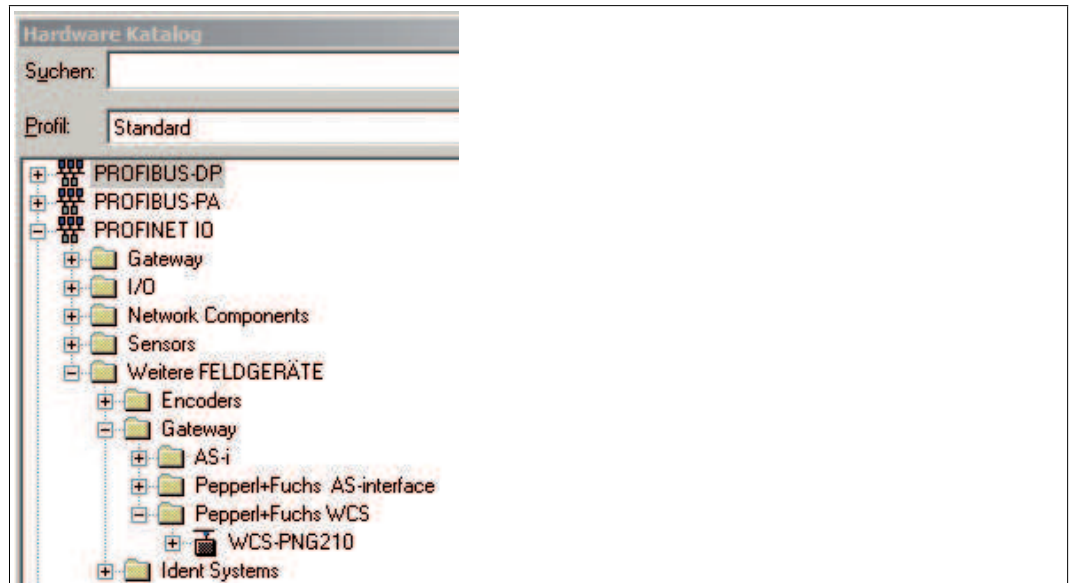 Hardware Katalog
Suchen:
Profil: Standard
PROFIBUS-DP
PROFIBUS-PA
PROFINET IO
Gateway
I/O
Network Components
Sensors
Weitere FELDGERÄTE
Encoders
Gateway
AS-i
Pepperl+Fuchs AS-interface
Pepperl+Fuchs WCS
WCS-PNG210
Ident Systems